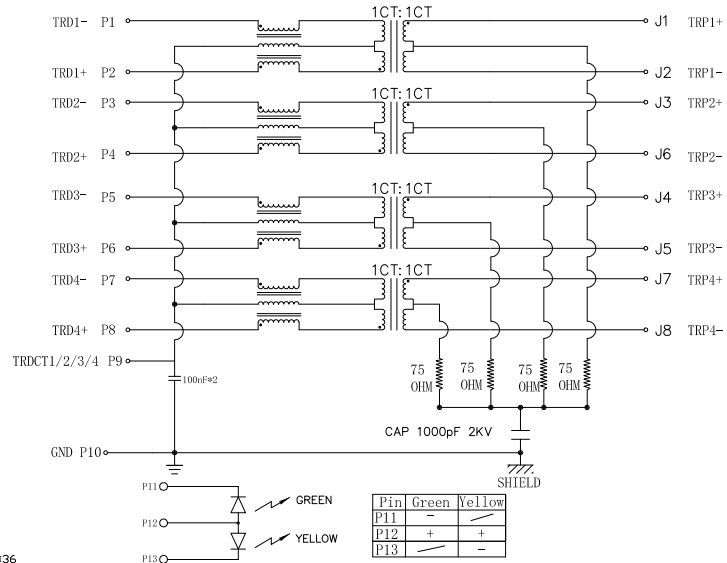 1CT: 1CT
TRD1- P1 J1 TRP1+
TRD1+ P2 J2 TRP1-
1CT: 1CT
TRD2- P3 J3 TRP2+
TRD2+ P4 J6 TRP2-
1CT: 1CT
TRD3- P5 J4 TRP3+
TRD3+ P6 J5 TRP3-
1CT: 1CT
TRD4- P7 J7 TRP4+
TRD4+ P8 J8 TRP4-
TRDCT1/2/3/4 P9
75 OHM 75 OHM 75 OHM 75 OHM
100nF*2
CAP 1000pF 2KV
GND P10
SHIELD
P11 GREEN
P12
P13 YELLOW
Pin Green Yellow
P11 -
P12 + +
P13 -
36